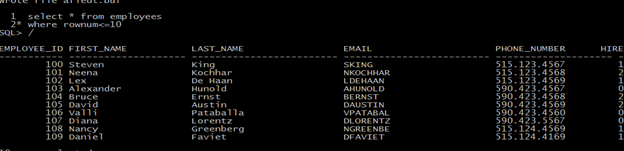 Wrote file afiedt.buf
1 select * from employees
2* where rownum<=10
SQL> /
EMPLOYEE_ID FIRST_NAME LAST_NAME EMAIL PHONE_NUMBER HIRE
100 Steven King SKING 515.123.4567 1
101 Neena Kochhar NKOCHHAR 515.123.4568 2
102 Lex De Haan LDEHAAN 515.123.4569 1
103 Alexander Hunold AHUNOLD 590.423.4567 0
104 Bruce Ernst BERNST 590.423.4568 2
105 David Austin DAUSTIN 590.423.4569 2
106 Valli Pataballa VPATABAL 590.423.4560 0
107 Diana Lorentz DLORENTZ 590.423.5567 0
108 Nancy Greenberg NGREENBE 515.124.4569 1
109 Daniel Faviet DFAVIET 515.124.4169 1